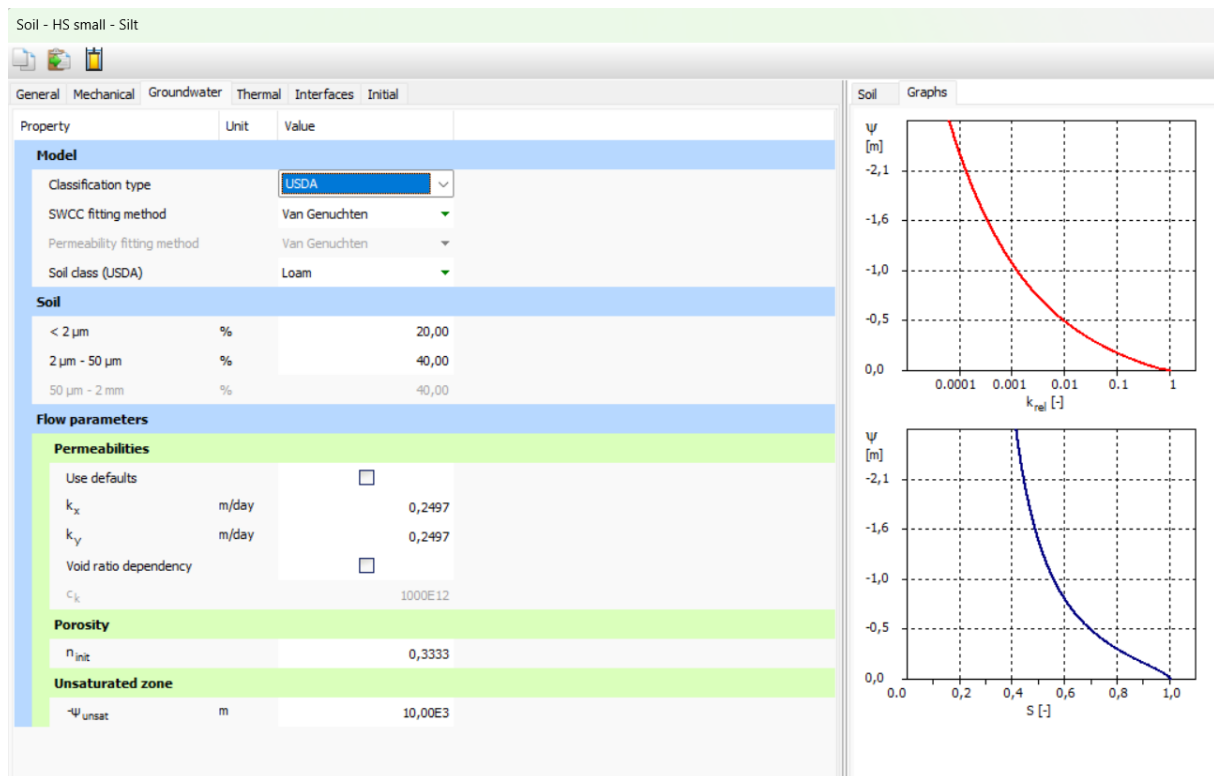 Soil - HS small - Silt
General Mechanical Groundwater Thermal Interfaces Initial
Property Unit Value
Model
Classification type USDA
SWCC fitting method Van Genuchten
Permeability fitting method Van Genuchten
Soil class (USDA) Loam
Soil
< 2 µm % 20,00
2 µm - 50 µm % 40,00
50 µm - 2 mm % 40,00
Flow parameters
Permeabilities
Use defaults
kx m/day 0,2497
ky m/day 0,2497
Void ratio dependency
ck 1000E12
Porosity
ninit 0,3333
Unsaturated zone
-Ψunsat m 10,00E3
Soil Graphs
Ψ
[m]
-2,1
-1,6
-1,0
-0,5
0,0
0.0001 0.001 0.01 0.1 1
krel [-]
Ψ
[m]
-2,1
-1,6
-1,0
-0,5
0,0
0.0 0,2 0,4 0,6 0,8 1,0
S [-]